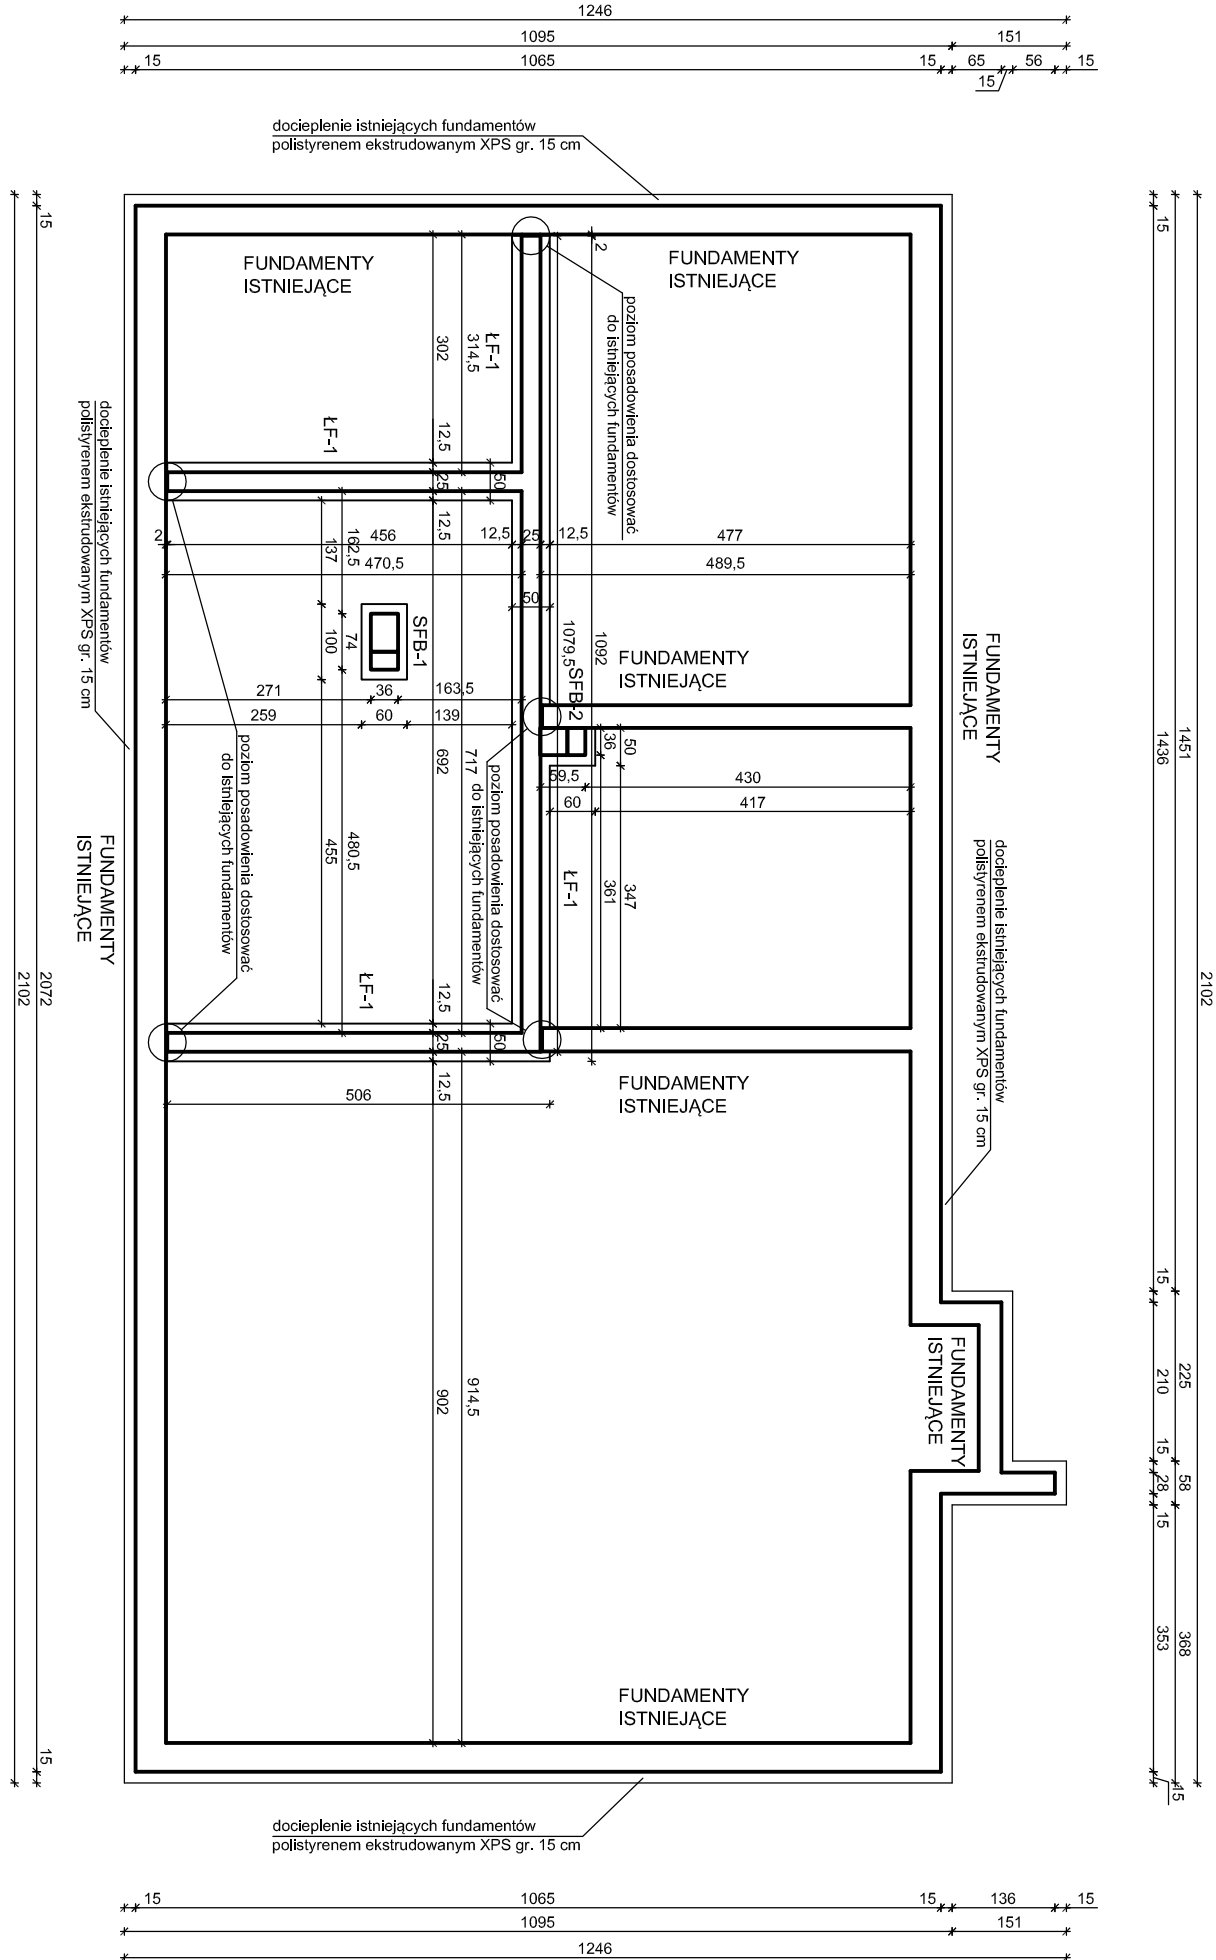 1246
1095
151
15
1065
15
65
56
15
15
docieplenie istniejących fundamentów
polistyrenem ekstrudowanym XPS gr. 15 cm
15
15
FUNDAMENTY
ISTNIEJĄCE
2
FUNDAMENTY
ISTNIEJĄCE
poziom posadowienia dostosować
do istniejących fundamentów
ŁF-1
314,5
302
ŁF-1
12,5
25
50
12,5
docieplenie istniejących fundamentów
polistyrenem ekstrudowanym XPS gr. 15 cm
2
456
12,5
25
12,5
477
162,5
137
470,5
489,5
50
SFB-1
74
100
1092
1079,5
SFB-2
FUNDAMENTY
ISTNIEJĄCE
FUNDAMENTY
ISTNIEJĄCE
271
36
163,5
259
60
139
50
36
1451
1436
692
717
59,5
430
60
417
poziom posadowienia dostosować
do istniejących fundamentów
poziom posadowienia dostosować
do istniejących fundamentów
FUNDAMENTY
ISTNIEJĄCE
480,5
455
ŁF-1
347
361
docieplenie istniejących fundamentów
polistyrenem ekstrudowanym XPS gr. 15 cm
ŁF-1
12,5
25
50
12,5
2072
2102
2102
506
FUNDAMENTY
ISTNIEJĄCE
15
225
210
FUNDAMENTY
ISTNIEJĄCE
914,5
902
15
58
28
15
368
353
FUNDAMENTY
ISTNIEJĄCE
15
15
docieplenie istniejących fundamentów
polistyrenem ekstrudowanym XPS gr. 15 cm
15
1065
15
136
15
1095
151
1246